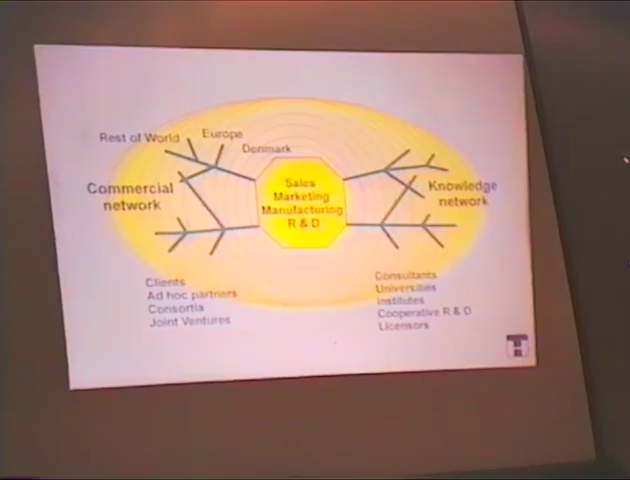 Rest of World
Europe
Denmark
Commercial
network
Sales
Marketing
Manufacturing
R & D
Knowledge
network
Clients
Ad hoc partners
Consortia
Joint Ventures
Consultants
Universities
Institutes
Cooperative R & D
Licensors